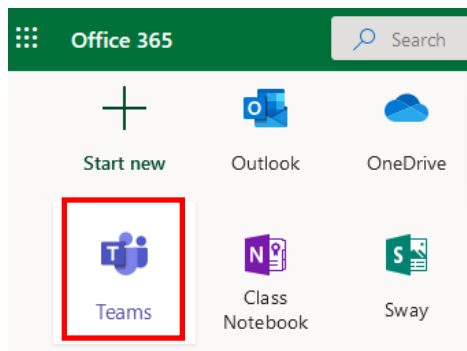 Office 365
Search
Start new
Outlook
OneDrive
Teams
Class
Notebook
Sway